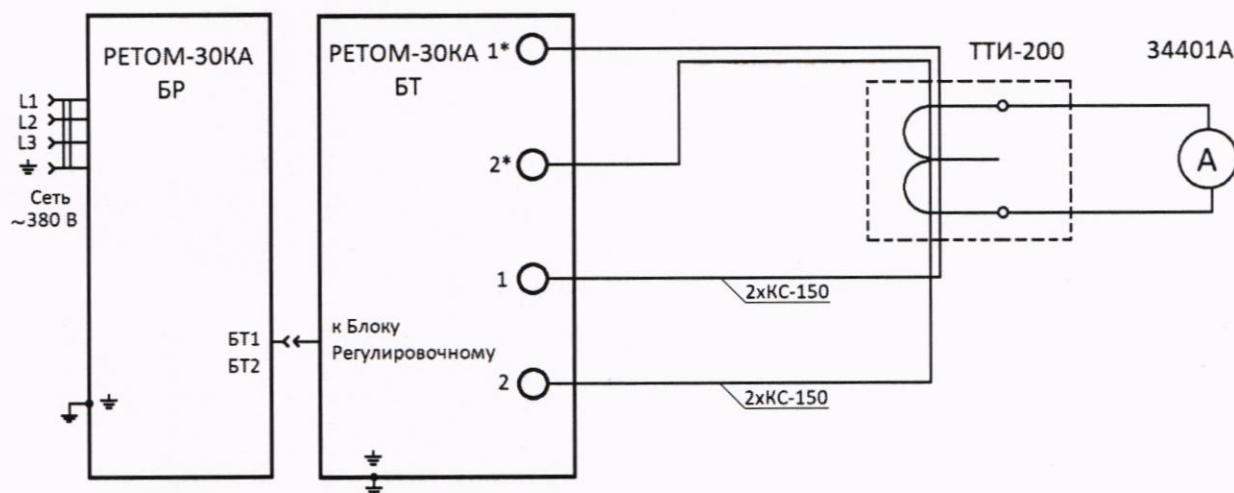 РЕТОМ-30КА
БР
L1
L2
L3
Сеть
~380 В
БТ1
БТ2
РЕТОМ-30КА
БТ
1*
2*
1
2
к Блоку
Регулировочному
2хКС-150
2хКС-150
ТТИ-200
34401А
А